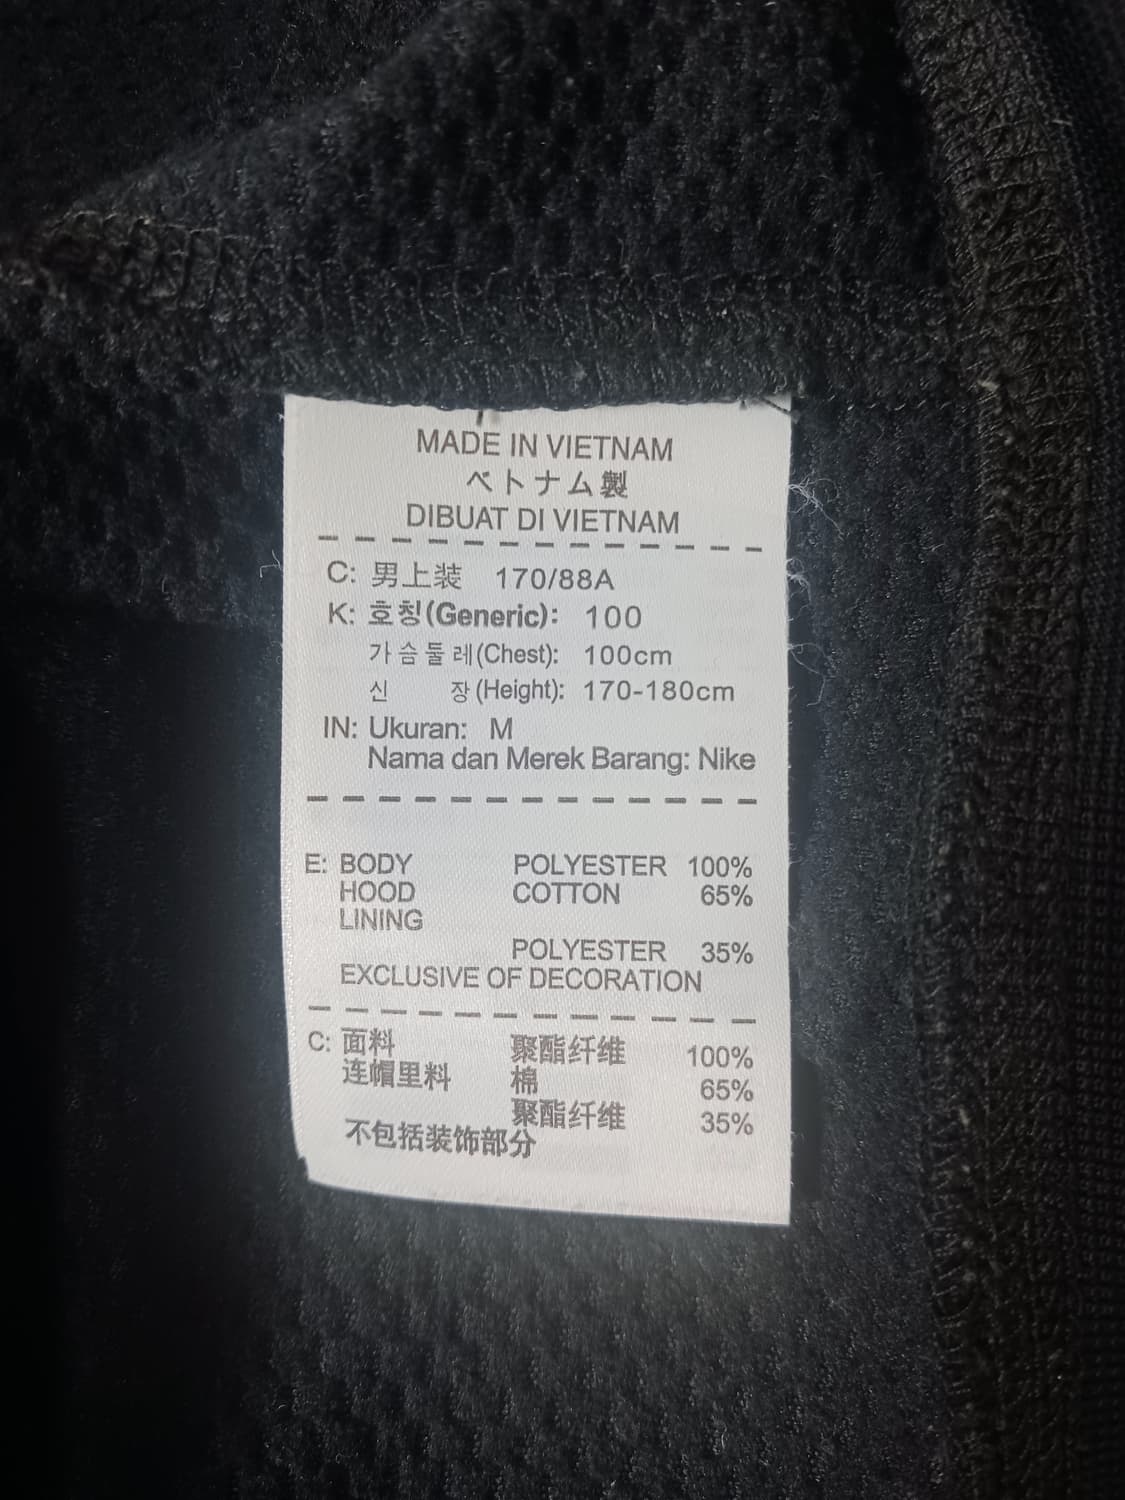 MADE IN VIETNAM
ベトナム製
DIBUAT DI VIETNAM
C: 男上装 170/88A
K: 호칭(Generic): 100
가슴둘레(Chest): 100cm
신 장(Height): 170-180cm
IN: Ukuran: M
Nama dan Merek Barang: Nike
E: BODY POLYESTER 100%
HOOD COTTON 65%
LINING
POLYESTER 35%
EXCLUSIVE OF DECORATION
C: 面料 聚酯纤维 100%
连帽里料 棉 65%
聚酯纤维 35%
不包括装饰部分